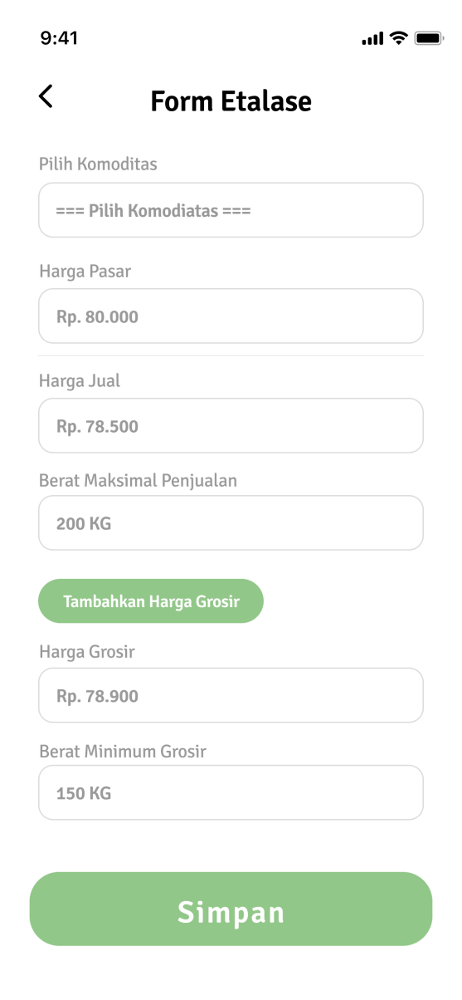 9:41
Form Etalase
Pilih Komoditas
=== Pilih Komodiatas ===
Harga Pasar
Rp. 80.000
Harga Jual
Rp. 78.500
Berat Maksimal Penjualan
200 KG
Tambahkan Harga Grosir
Harga Grosir
Rp. 78.900
Berat Minimum Grosir
150 KG
Simpan